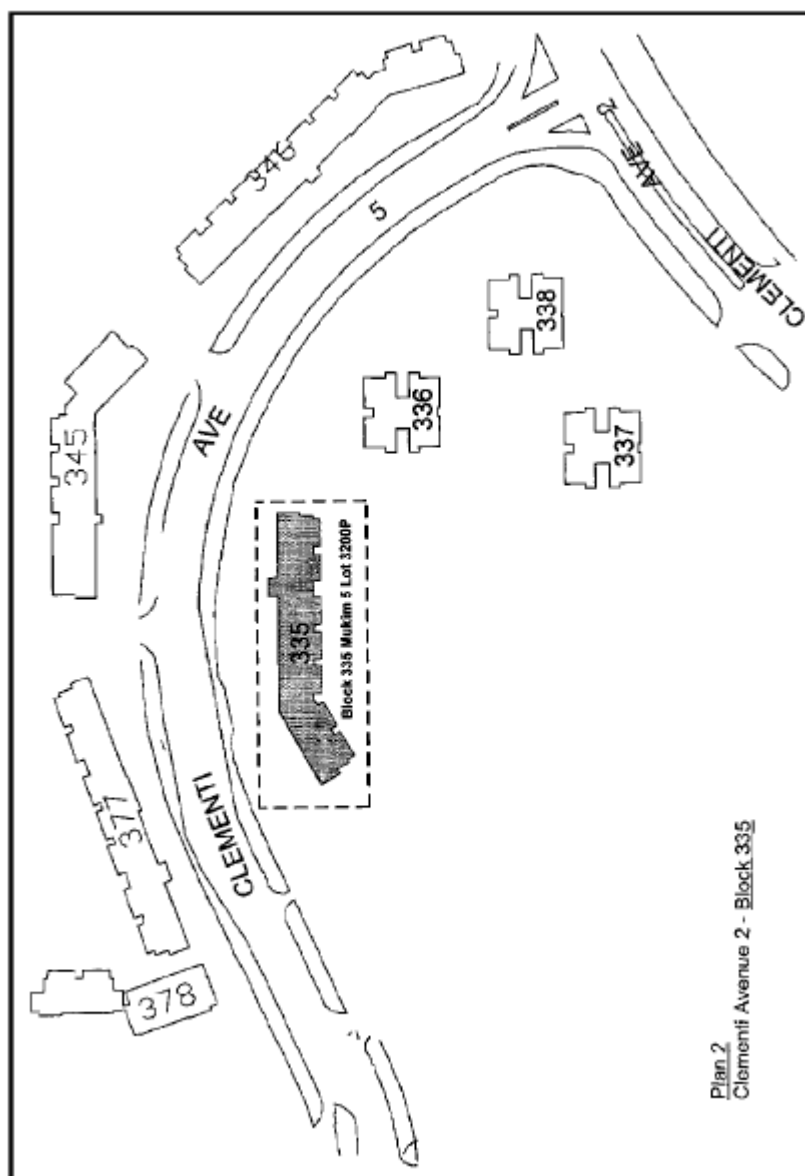 346
5
CLEMENTI AVE 2
338
345
AVE
336
337
335
Block 335 Mukim 5 Lot 3200P
377
CLEMENTI
378
Plan 2
Clementi Avenue 2 - Block 335